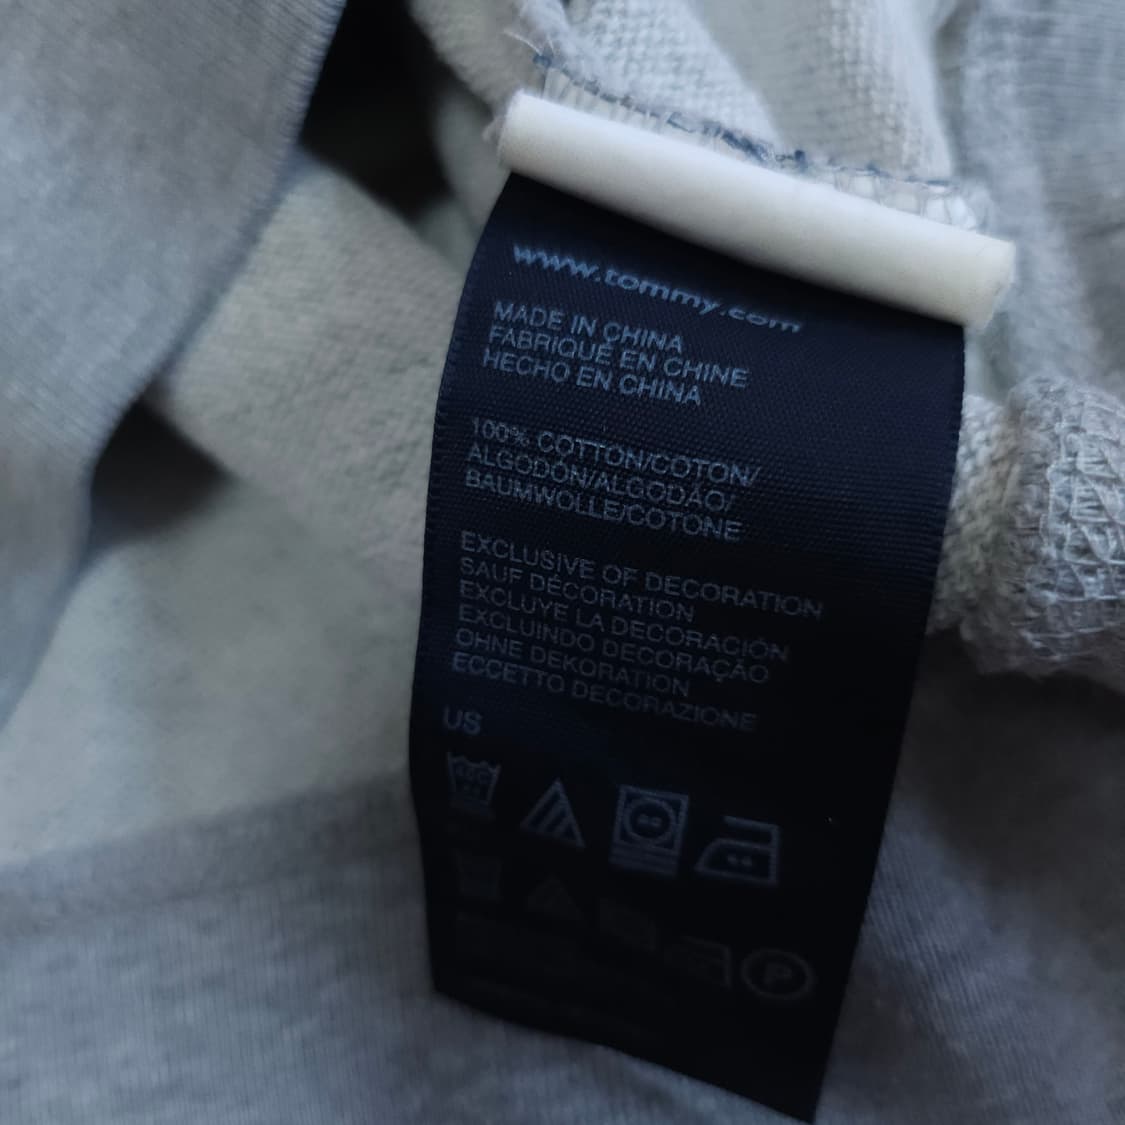 www.tommy.com
MADE IN CHINA
FABRIQUÉ EN CHINE
HECHO EN CHINA
100% COTTON/COTON/
ALGODÓN/ALGODÃO/
BAUMWOLLE/COTONE
EXCLUSIVE OF DECORATION
SAUF DÉCORATION
EXCLUYE LA DECORACIÓN
EXCLUINDO DECORAÇÃO
OHNE DEKORATION
ECCETTO DECORAZIONE
US
P